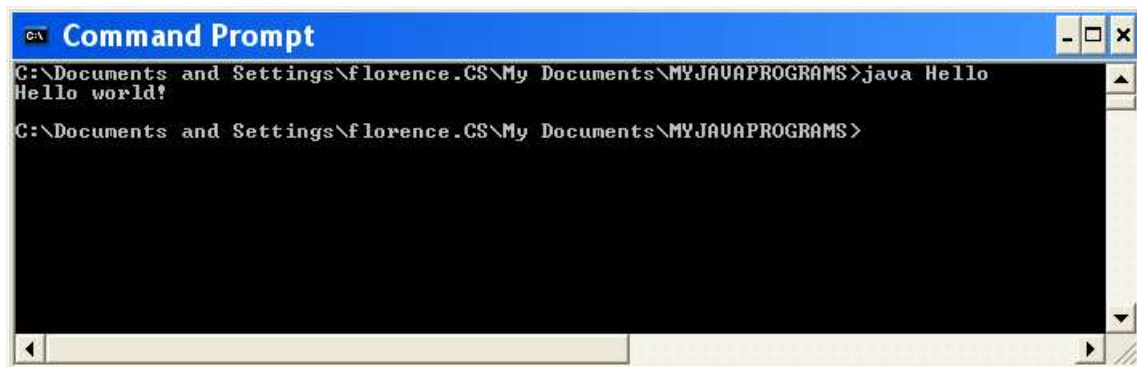 Command Prompt
C:\Documents and Settings\florence.CS\My Documents\MYJAVAPROGRAMS>java Hello
Hello world!
C:\Documents and Settings\florence.CS\My Documents\MYJAVAPROGRAMS>